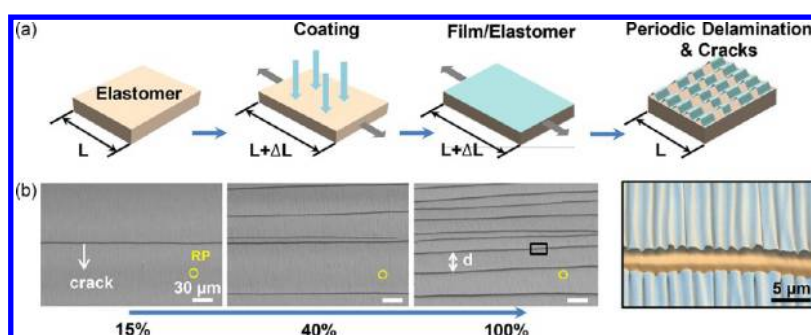 (a)
Coating
Film/Elastomer
Periodic Delamination
& Cracks
Elastomer
L
L+ΔL
L+ΔL
L
(b)
RP
crack
30 μm
d
5 μm
15%
40%
100%